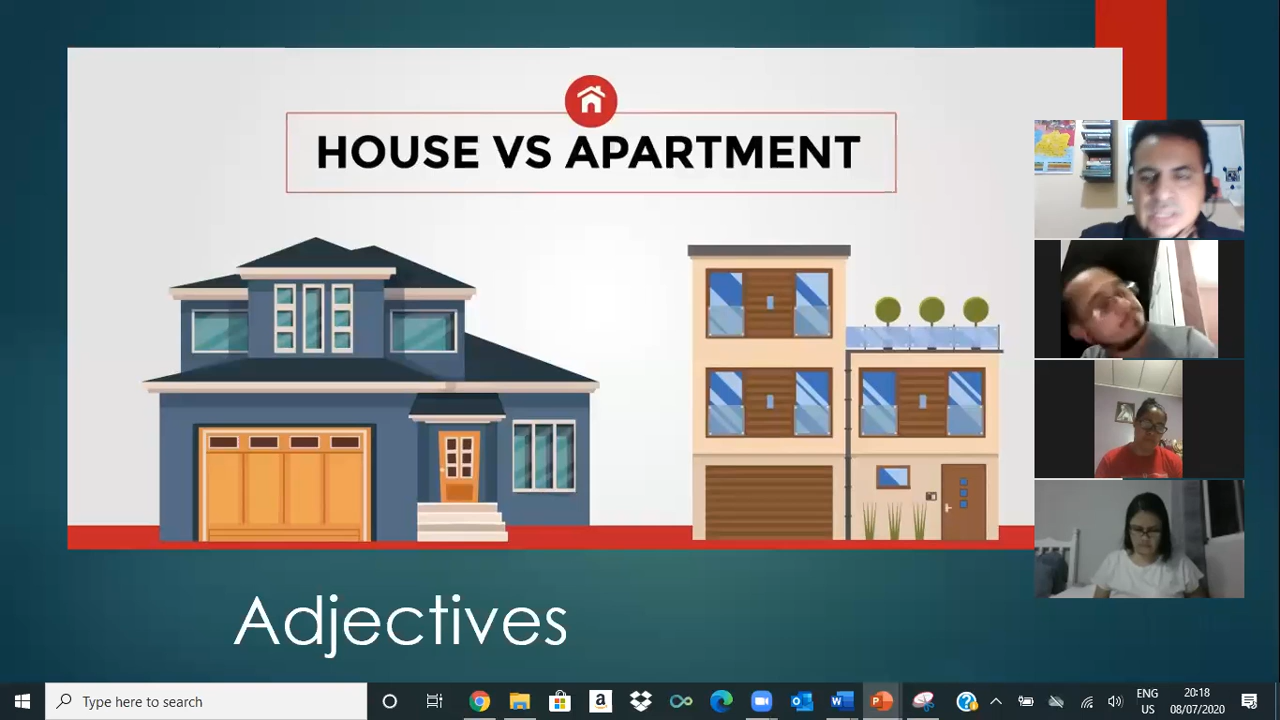 HOUSE VS APARTMENT
Adjectives
Type here to search
a
ENG
US
20:18
08/07/2020